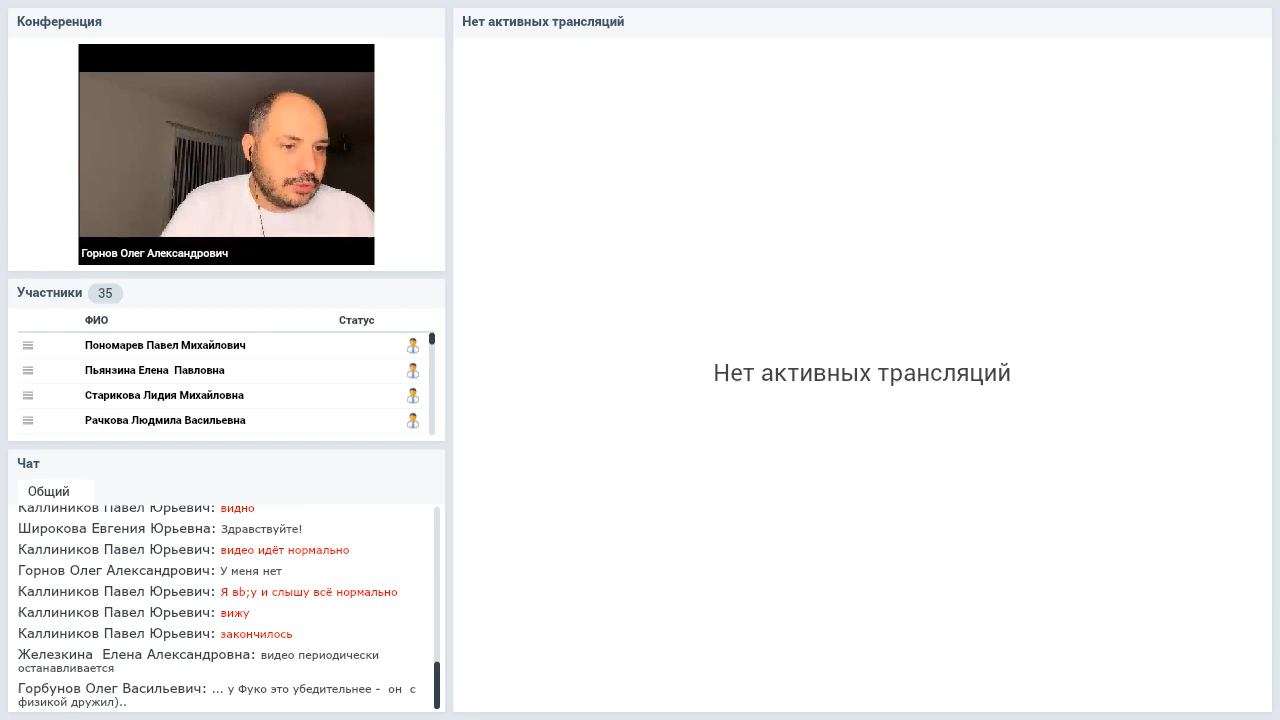 Конференция
Горнов Олег Александрович
Участники 35
ФИО Статус
Пономарев Павел Михайлович
Пьянзина Елена  Павловна
Старикова Лидия Михайловна
Рачкова Людмила Васильевна
Чат
Общий
Каллиников Павел Юрьевич: видно
Широкова Евгения Юрьевна: Здравствуйте!
Каллиников Павел Юрьевич: видео идёт нормально
Горнов Олег Александрович: У меня нет
Каллиников Павел Юрьевич: Я вb;у и слышу всё нормально
Каллиников Павел Юрьевич: вижу
Каллиников Павел Юрьевич: закончилось
Железкина  Елена Александровна: видео периодически
останавливается
Горбунов Олег Васильевич: ... у Фуко это убедительнее -  он  с
физикой дружил)..
Нет активных трансляций
Нет активных трансляций